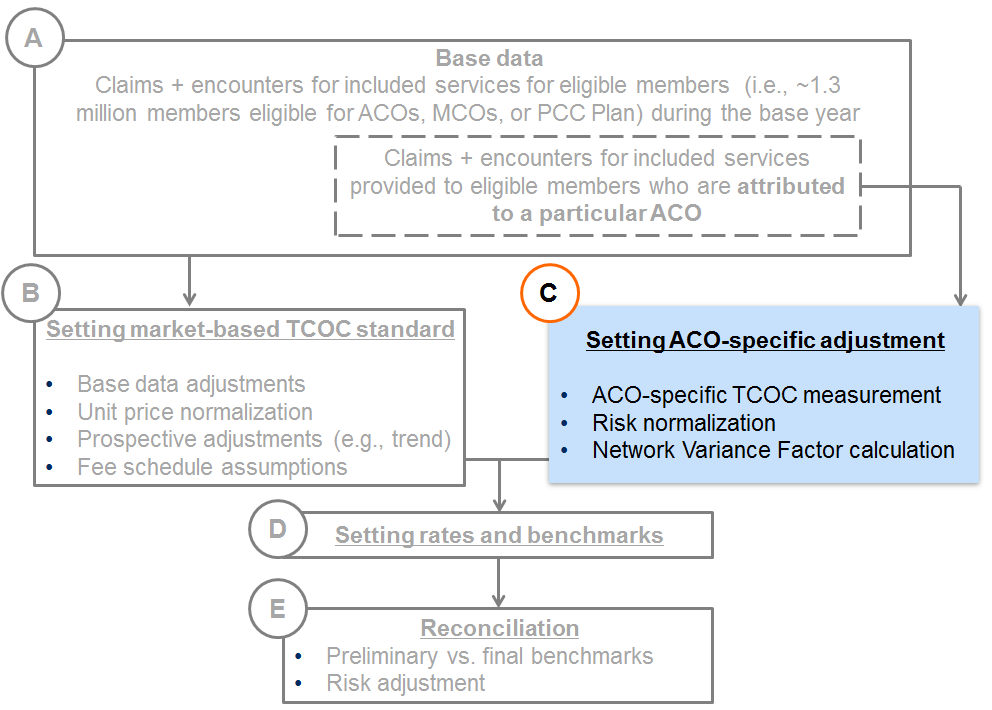 A
Base data
Claims + encounters for included services for eligible members (i.e., ~1.3
million members eligible for ACOs, MCOs, or PCC Plan) during the base year
Claims + encounters for included services
provided to eligible members who are attributed
to a particular ACO
B
Setting market-based TCOC standard
• Base data adjustments
• Unit price normalization
• Prospective adjustments (e.g., trend)
• Fee schedule assumptions
C
Setting ACO-specific adjustment
• ACO-specific TCOC measurement
• Risk normalization
• Network Variance Factor calculation
D
Setting rates and benchmarks
E
Reconciliation
• Preliminary vs. final benchmarks
• Risk adjustment